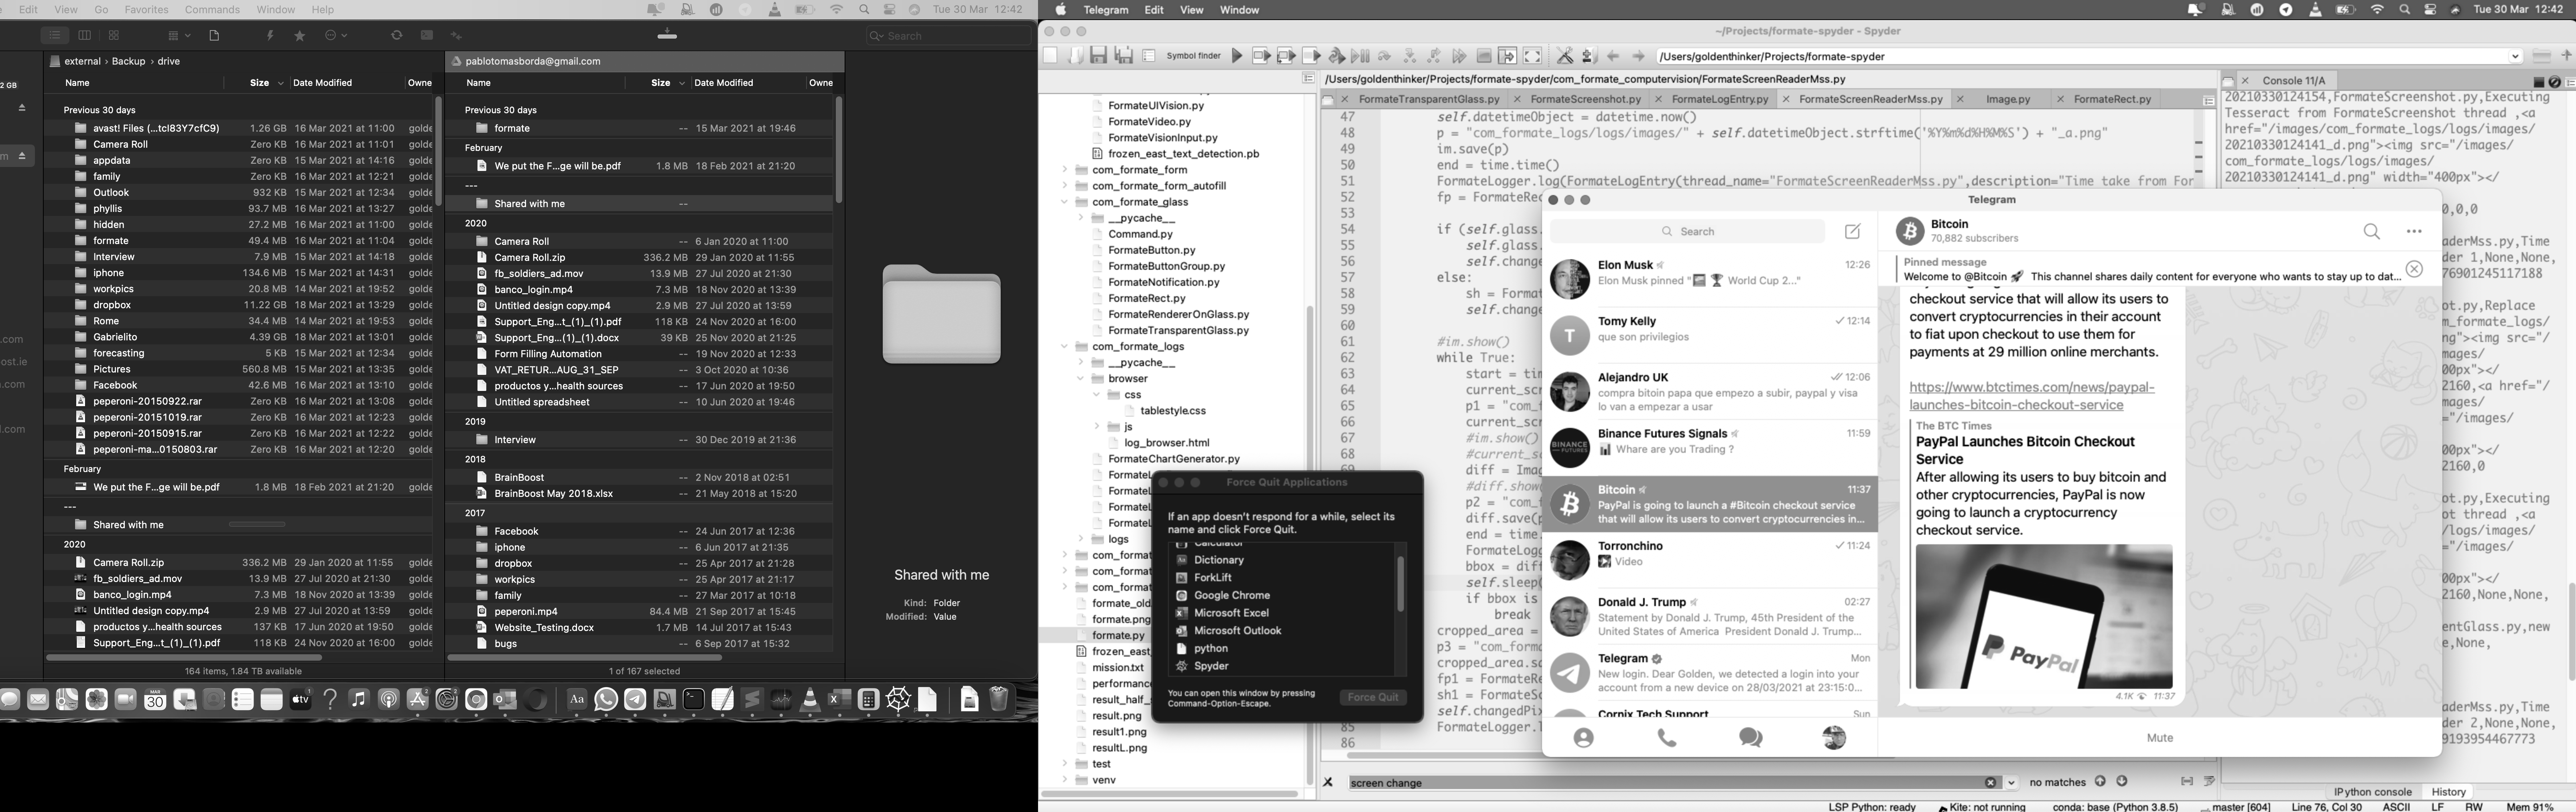 Edit View Go Favorites Commands Window Help
Tue 30 Mar 12:42
Search
external › Backup › drive
Name Size Date Modified Owne
Previous 30 days
avast! Files (...tcl83Y7cfC9) 1.26 GB 16 Mar 2021 at 11:00 golde
Camera Roll Zero KB 16 Mar 2021 at 11:01 golde
appdata Zero KB 15 Mar 2021 at 14:16 golde
family Zero KB 16 Mar 2021 at 12:21 golde
Outlook 932 KB 15 Mar 2021 at 12:34 golde
phyllis 93.7 MB 16 Mar 2021 at 13:27 golde
hidden 27.2 MB 16 Mar 2021 at 11:00 golde
formate 49.4 MB 16 Mar 2021 at 11:04 golde
Interview 7.9 MB 15 Mar 2021 at 14:18 golde
iphone 134.6 MB 15 Mar 2021 at 14:31 golde
workpics 20.8 MB 14 Mar 2021 at 19:52 golde
dropbox 11.22 GB 18 Mar 2021 at 13:29 golde
Rome 34.4 MB 14 Mar 2021 at 19:53 golde
Gabrielito 4.39 GB 18 Mar 2021 at 13:01 golde
forecasting 5 KB 15 Mar 2021 at 12:34 golde
Pictures 560.8 MB 15 Mar 2021 at 13:35 golde
Facebook 42.6 MB 16 Mar 2021 at 13:10 golde
peperoni-20150922.rar Zero KB 16 Mar 2021 at 13:08 golde
peperoni-20151019.rar Zero KB 16 Mar 2021 at 12:23 golde
peperoni-20150915.rar Zero KB 16 Mar 2021 at 12:22 golde
peperoni-ma...0150803.rar Zero KB 16 Mar 2021 at 12:20 golde
February
We put the F...ge will be.pdf 1.8 MB 18 Feb 2021 at 21:20 golde
---
Shared with me
2020
Camera Roll.zip 336.2 MB 29 Jan 2020 at 11:55 golde
fb_soldiers_ad.mov 13.9 MB 27 Jul 2020 at 21:30 golde
banco_login.mp4 7.3 MB 18 Nov 2020 at 13:39 golde
Untitled design copy.mp4 2.9 MB 27 Jul 2020 at 13:59 golde
productos y...health sources 137 KB 17 Jun 2020 at 19:50 golde
Support_Eng...t_(1)_(1).pdf 118 KB 24 Nov 2020 at 16:00 golde
164 items, 1.84 TB available
pablotomasborda@gmail.com
Name Size Date Modified Owne
Previous 30 days
formate -- 15 Mar 2021 at 19:46
February
We put the F...ge will be.pdf 1.8 MB 18 Feb 2021 at 21:20
---
Shared with me --
2020
Camera Roll -- 6 Jan 2020 at 11:00
Camera Roll.zip 336.2 MB 29 Jan 2020 at 11:55
fb_soldiers_ad.mov 13.9 MB 27 Jul 2020 at 21:30
banco_login.mp4 7.3 MB 18 Nov 2020 at 13:39
Untitled design copy.mp4 2.9 MB 27 Jul 2020 at 13:59
Support_Eng...t_(1)_(1).pdf 118 KB 24 Nov 2020 at 16:00
Support_Eng...(1)_(1).docx 39 KB 25 Nov 2020 at 21:25
Form Filling Automation -- 19 Nov 2020 at 12:33
VAT_RETUR...AUG_31_SEP -- 3 Oct 2020 at 10:36
productos y...health sources -- 17 Jun 2020 at 19:50
Untitled spreadsheet -- 10 Jun 2020 at 19:46
2019
Interview -- 30 Dec 2019 at 21:36
2018
BrainBoost -- 2 Nov 2018 at 02:51
BrainBoost May 2018.xlsx -- 21 May 2018 at 15:20
2017
Facebook -- 24 Jun 2017 at 12:36
iphone -- 6 Jun 2017 at 21:35
dropbox -- 25 Apr 2017 at 21:28
workpics -- 25 Apr 2017 at 21:17
family -- 27 Mar 2017 at 10:18
peperoni.mp4 84.4 MB 21 Sep 2017 at 15:45
Website_Testing.docx 1.7 MB 14 Jul 2017 at 15:43
bugs -- 6 Sep 2017 at 15:32
1 of 167 selected
Shared with me
Kind: Folder
Modified: Value
Telegram Edit View Window
Tue 30 Mar 12:42
~/Projects/formate-spyder - Spyder
Symbol finder
/Users/goldenthinker/Projects/formate-spyder
/Users/goldenthinker/Projects/formate-spyder/com_formate_computervision/FormateScreenReaderMss.py
FormateTransparentGlass.py FormateScreenshot.py FormateLogEntry.py FormateScreenReaderMss.py Image.py FormateRect.py
FormateUIVision.py
FormateVideo.py
FormateVisionInput.py
frozen_east_text_detection.pb
com_formate_form
com_formate_form_autofill
com_formate_glass
__pycache__
Command.py
FormateButton.py
FormateButtonGroup.py
FormateNotification.py
FormateRect.py
FormateRendererOnGlass.py
FormateTransparentGlass.py
com_formate_logs
__pycache__
browser
css
tablestyle.css
js
log_browser.html
FormateChartGenerator.py
logs
formate.png
formate.py
mission.txt
result.png
result1.png
resultL.png
test
venv
47 self.datetimeObject = datetime.now()
48 p = "com_formate_logs/logs/images/" + self.datetimeObject.strftime('%Y%m%d%H%M%S') + "_a.png"
49 im.save(p)
50 end = time.time()
51 FormateLogger.log(FormateLogEntry(thread_name="FormateScreenReaderMss.py",description="Time take from For
52 fp = FormateRec
53
54 if (self.glass.
55 self.glass.
56 self.change
57 else:
58 sh = Format
59 self.change
60
61 #im.show()
62 while True:
63 start = tim
64 current_scr
65 p1 = "com_f
66 current_scr
67 #im.show()
68 #current_sc
diff = Imag
#diff.show
p2 = "com_f
diff.save(p
end = time.
FormateLogg
bbox = diff
self.sleep(
if bbox is
break
cropped_area =
p3 = "com_forma
cropped_area.sa
fp1 = FormateRe
sh1 = FormateSc
self.changedPix
85 FormateLogger.l
86
screen change no matches
Console 11/A
20210330124154,FormateScreenshot.py,Executing
Tesseract from FormateScreenshot thread ,<a
href="/images/com_formate_logs/logs/images/
20210330124141_d.png"><img src="/images/
com_formate_logs/logs/images/
20210330124141_d.png" width="400px"></
IPython console History
LSP Python: ready Kite: not running conda: base (Python 3.8.5) master [604] Line 76, Col 30 ASCII LF RW Mem 91%
Force Quit Applications
If an app doesn't respond for a while, select its
name and click Force Quit.
Calculator
Dictionary
ForkLift
Google Chrome
Microsoft Excel
Microsoft Outlook
python
Spyder
You can open this window by pressing
Command-Option-Escape.
Force Quit
Telegram
Search
Elon Musk 12:26
Elon Musk pinned " World Cup 2..."
Tomy Kelly 12:14
que son privilegios
Alejandro UK 12:06
compra bitoin papa que empezo a subir, paypal y visa
lo van a empezar a usar
Binance Futures Signals 11:59
Whare are you Trading ?
Bitcoin 11:37
PayPal is going to launch a #Bitcoin checkout service
that will allow its users to convert cryptocurrencies in...
Torronchino 11:24
Video
Donald J. Trump 02:27
Statement by Donald J. Trump, 45th President of the
United States of America President Donald J. Trump...
Telegram Mon
New login. Dear Golden, we detected a login into your
account from a new device on 28/03/2021 at 23:15:0...
Cornix Tech Support Sun
Bitcoin
70,882 subscribers
Pinned message
Welcome to @Bitcoin 🚀 This channel shares daily content for everyone who wants to stay up to dat...
checkout service that will allow its users to
convert cryptocurrencies in their account
to fiat upon checkout to use them for
payments at 29 million online merchants.
https://www.btctimes.com/news/paypal-
launches-bitcoin-checkout-service
The BTC Times
PayPal Launches Bitcoin Checkout
Service
After allowing its users to buy bitcoin and
other cryptocurrencies, PayPal is now
going to launch a cryptocurrency
checkout service.
PayPal
4.1K 11:37
Mute